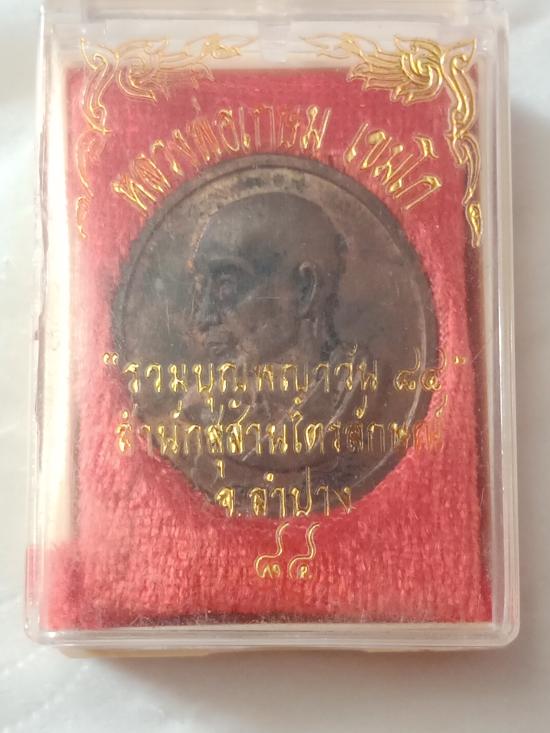 หลวงพ่อเกษม เขมโก
“รวมบุญพญาวัน ๘๔”
สำนักสุสานไตรลักษณ์
จ.ลำปาง
๘๔